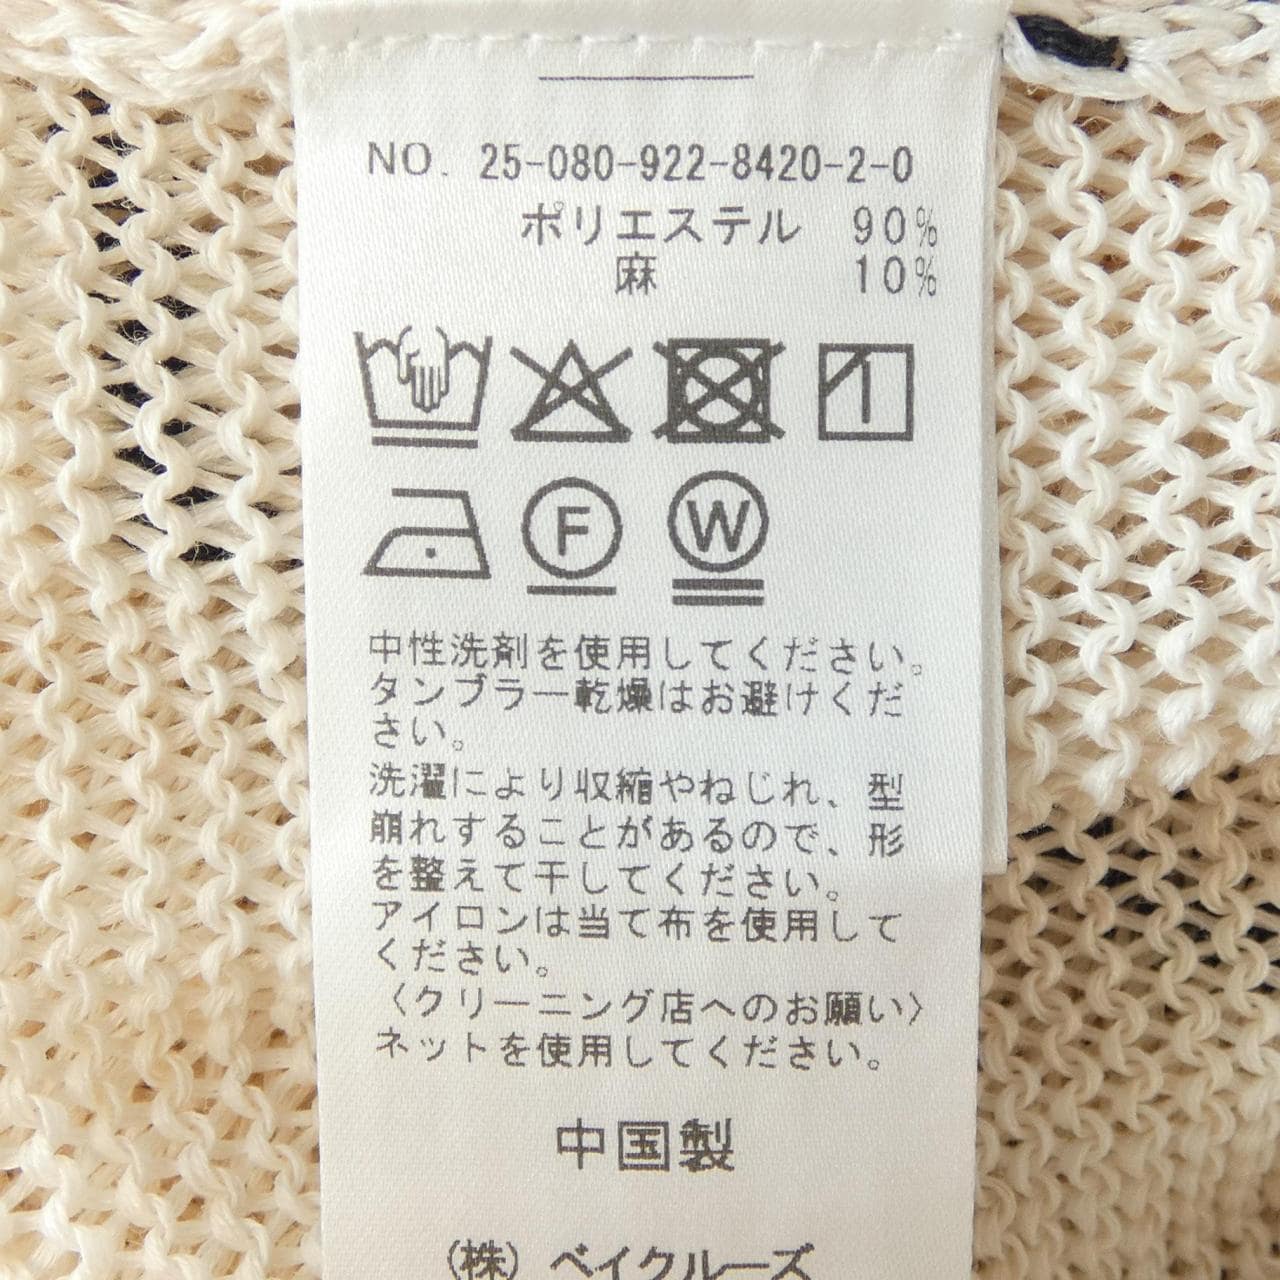 NO. 25-080-922-8420-2-0
ポリエステル 90%
麻 10%
F W
中性洗剤を使用してください。
タンブラー乾燥はお避けくだ
さい。
洗濯により収縮やねじれ、型
崩れすることがあるので、形
を整えて干してください。
アイロンは当て布を使用して
ください。
〈クリーニング店へのお願い〉
ネットを使用してください。
中国製
(株)ベイクルーズ